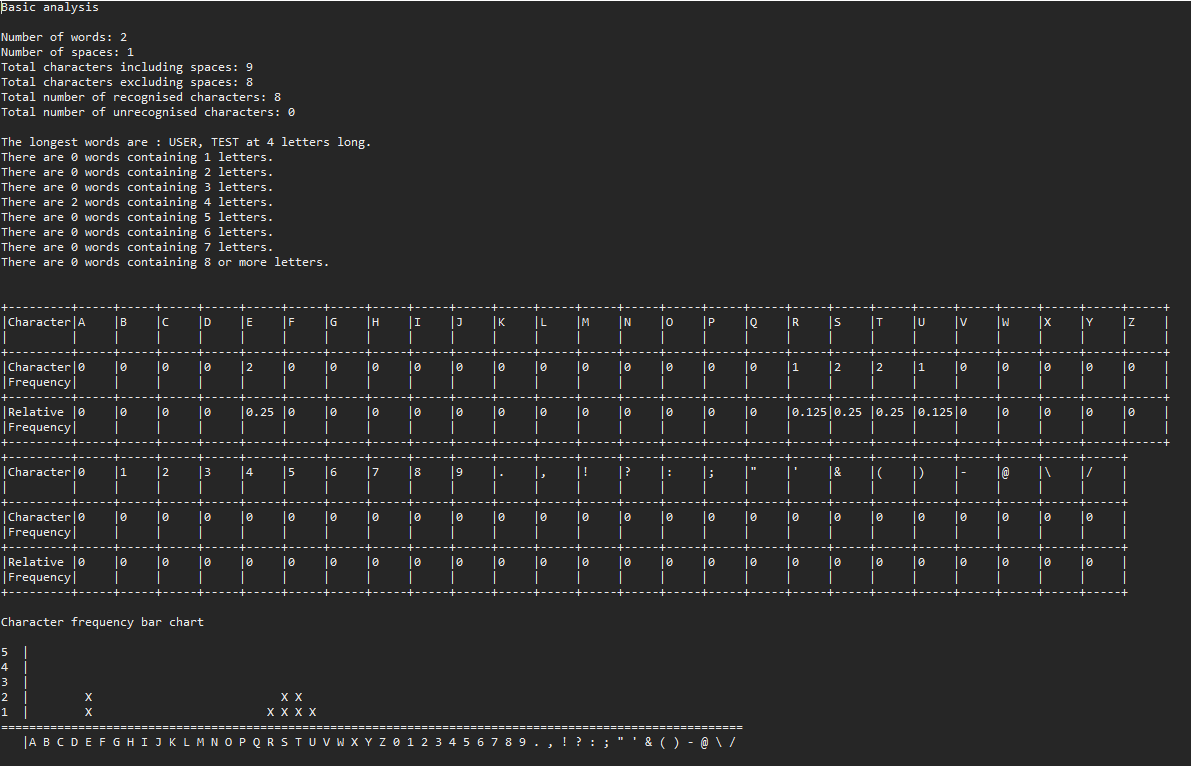 Basic analysis
Number of words: 2
Number of spaces: 1
Total characters including spaces: 9
Total characters excluding spaces: 8
Total number of recognised characters: 8
Total number of unrecognised characters: 0
The longest words are : USER, TEST at 4 letters long.
There are 0 words containing 1 letters.
There are 0 words containing 2 letters.
There are 0 words containing 3 letters.
There are 2 words containing 4 letters.
There are 0 words containing 5 letters.
There are 0 words containing 6 letters.
There are 0 words containing 7 letters.
There are 0 words containing 8 or more letters.
+---------+-----+-----+-----+-----+-----+-----+-----+-----+-----+-----+-----+-----+-----+-----+-----+-----+-----+-----+-----+-----+-----+-----+-----+-----+-----+-----+
|Character|A    |B    |C    |D    |E    |F    |G    |H    |I    |J    |K    |L    |M    |N    |O    |P    |Q    |R    |S    |T    |U    |V    |W    |X    |Y    |Z    |
|         |     |     |     |     |     |     |     |     |     |     |     |     |     |     |     |     |     |     |     |     |     |     |     |     |     |     |
+---------+-----+-----+-----+-----+-----+-----+-----+-----+-----+-----+-----+-----+-----+-----+-----+-----+-----+-----+-----+-----+-----+-----+-----+-----+-----+-----+
|Character|0    |0    |0    |0    |2    |0    |0    |0    |0    |0    |0    |0    |0    |0    |0    |0    |0    |1    |2    |2    |1    |0    |0    |0    |0    |0    |
|Frequency|     |     |     |     |     |     |     |     |     |     |     |     |     |     |     |     |     |     |     |     |     |     |     |     |     |     |
+---------+-----+-----+-----+-----+-----+-----+-----+-----+-----+-----+-----+-----+-----+-----+-----+-----+-----+-----+-----+-----+-----+-----+-----+-----+-----+-----+
|Relative |0    |0    |0    |0    |0.25 |0    |0    |0    |0    |0    |0    |0    |0    |0    |0    |0    |0    |0.125|0.25 |0.25 |0.125|0    |0    |0    |0    |0    |
|Frequency|     |     |     |     |     |     |     |     |     |     |     |     |     |     |     |     |     |     |     |     |     |     |     |     |     |     |
+---------+-----+-----+-----+-----+-----+-----+-----+-----+-----+-----+-----+-----+-----+-----+-----+-----+-----+-----+-----+-----+-----+-----+-----+-----+-----+-----+
+---------+-----+-----+-----+-----+-----+-----+-----+-----+-----+-----+-----+-----+-----+-----+-----+-----+-----+-----+-----+-----+-----+-----+-----+-----+-----+
|Character|0    |1    |2    |3    |4    |5    |6    |7    |8    |9    |.    |,    |!    |?    |:    |;    |"    |'    |&    |(    |)    |-    |@    |\    |/    |
|         |     |     |     |     |     |     |     |     |     |     |     |     |     |     |     |     |     |     |     |     |     |     |     |     |     |
+---------+-----+-----+-----+-----+-----+-----+-----+-----+-----+-----+-----+-----+-----+-----+-----+-----+-----+-----+-----+-----+-----+-----+-----+-----+-----+
|Character|0    |0    |0    |0    |0    |0    |0    |0    |0    |0    |0    |0    |0    |0    |0    |0    |0    |0    |0    |0    |0    |0    |0    |0    |0    |
|Frequency|     |     |     |     |     |     |     |     |     |     |     |     |     |     |     |     |     |     |     |     |     |     |     |     |     |
+---------+-----+-----+-----+-----+-----+-----+-----+-----+-----+-----+-----+-----+-----+-----+-----+-----+-----+-----+-----+-----+-----+-----+-----+-----+-----+
|Relative |0    |0    |0    |0    |0    |0    |0    |0    |0    |0    |0    |0    |0    |0    |0    |0    |0    |0    |0    |0    |0    |0    |0    |0    |0    |
|Frequency|     |     |     |     |     |     |     |     |     |     |     |     |     |     |     |     |     |     |     |     |     |     |     |     |     |
+---------+-----+-----+-----+-----+-----+-----+-----+-----+-----+-----+-----+-----+-----+-----+-----+-----+-----+-----+-----+-----+-----+-----+-----+-----+-----+
Character frequency bar chart
5  |
4  |
3  |
2  |        X                           X X
1  |        X                         X X X X
==========================================================================================================
   |A B C D E F G H I J K L M N O P Q R S T U V W X Y Z 0 1 2 3 4 5 6 7 8 9 . , ! ? : ; " ' & ( ) - @ \ /